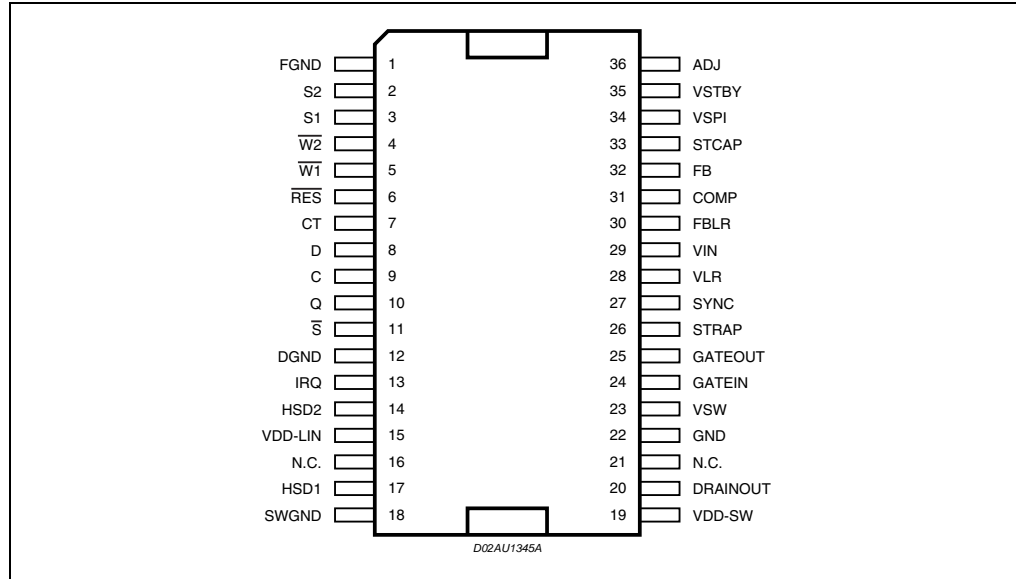 FGND 1 36 ADJ
S2 2 35 VSTBY
S1 3 34 VSPI
W̅2̅ 4 33 STCAP
W̅1̅ 5 32 FB
R̅E̅S̅ 6 31 COMP
CT 7 30 FBLR
D 8 29 VIN
C 9 28 VLR
Q 10 27 SYNC
S̅ 11 26 STRAP
DGND 12 25 GATEOUT
IRQ 13 24 GATEIN
HSD2 14 23 VSW
VDD-LIN 15 22 GND
N.C. 16 21 N.C.
HSD1 17 20 DRAINOUT
SWGND 18 19 VDD-SW
D02AU1345A